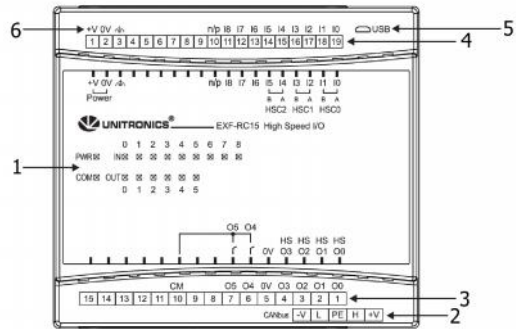 6 +V 0V n/p I8 I7 I6 I5 I4 I3 I2 I1 I0 USB 5
1 2 3 4 5 6 7 8 9 10 11 12 13 14 15 16 17 18 19 4
+V 0V n/p I8 I7 I6 I5 I4 I3 I2 I1 I0
Power B A B A B A
HSC2 HSC1 HSC0
UNITRONICS EXF-RC15 High Speed I/O
0 1 2 3 4 5 6 7 8
PWR IN
1
COM OUT
0 1 2 3 4 5
O5 O4
HS HS HS HS
0V O3 O2 O1 O0
CM O5 O4 0V O3 O2 O1 O0
15 14 13 12 11 10 9 8 7 6 5 4 3 2 1 3
CANbus -V L PE H +V 2